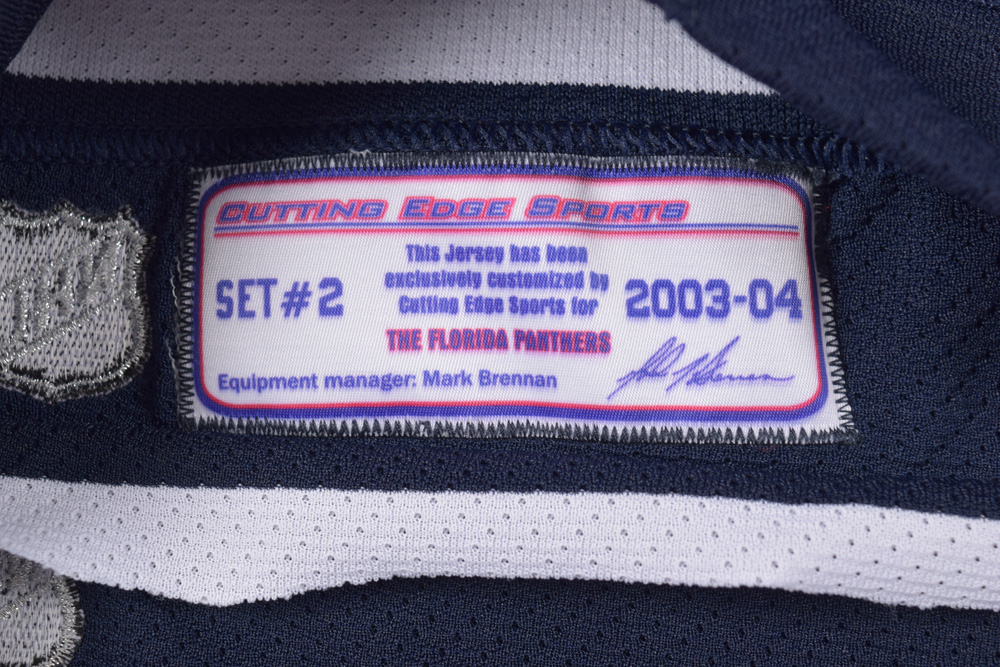 CUTTING EDGE SPORTS
This Jersey has been
exclusively customized by
Cutting Edge Sports for
SET #2
2003-04
THE FLORIDA PANTHERS
Equipment manager: Mark Brennan